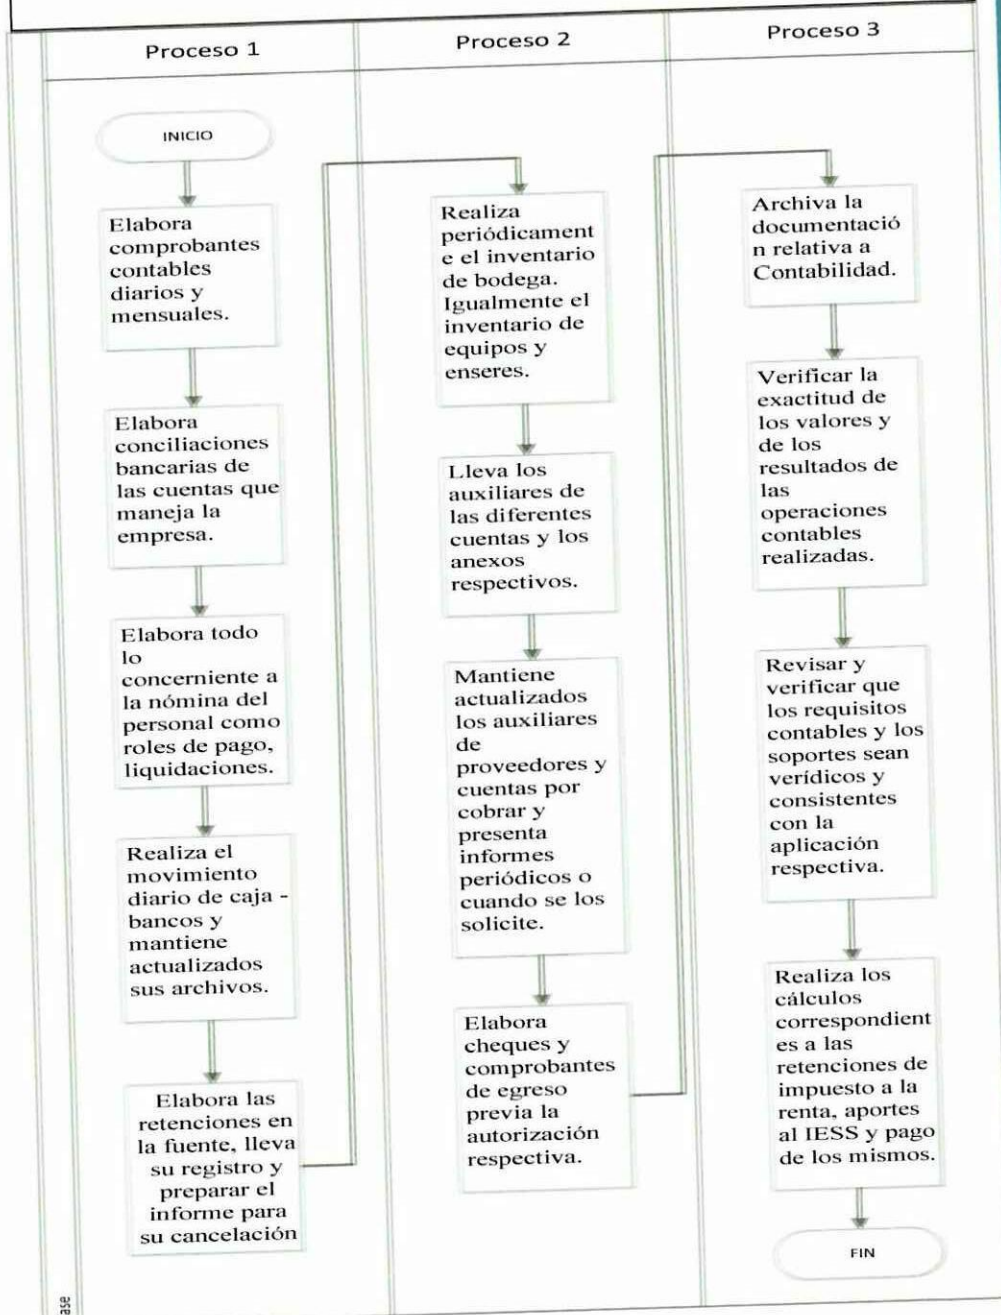 Proceso 1
Proceso 2
Proceso 3
INICIO
Elabora
comprobantes
contables
diarios y
mensuales.
Elabora
conciliaciones
bancarias de
las cuentas que
maneja la
empresa.
Elabora todo
lo
concerniente a
la nómina del
personal como
roles de pago,
liquidaciones.
Realiza el
movimiento
diario de caja -
bancos y
mantiene
actualizados
sus archivos.
Elabora las
retenciones en
la fuente, lleva
su registro y
preparar el
informe para
su cancelación
Realiza
periódicament
e el inventario
de bodega.
Igualmente el
inventario de
equipos y
enseres.
Lleva los
auxiliares de
las diferentes
cuentas y los
anexos
respectivos.
Mantiene
actualizados
los auxiliares
de
proveedores y
cuentas por
cobrar y
presenta
informes
periódicos o
cuando se los
solicite.
Elabora
cheques y
comprobantes
de egreso
previa la
autorización
respectiva.
Archiva la
documentació
n relativa a
Contabilidad.
Verificar la
exactitud de
los valores y
de los
resultados de
las
operaciones
contables
realizadas.
Revisar y
verificar que
los requisitos
contables y los
soportes sean
verídicos y
consistentes
con la
aplicación
respectiva.
Realiza los
cálculos
correspondient
es a las
retenciones de
impuesto a la
renta, aportes
al IESS y pago
de los mismos.
FIN
ase